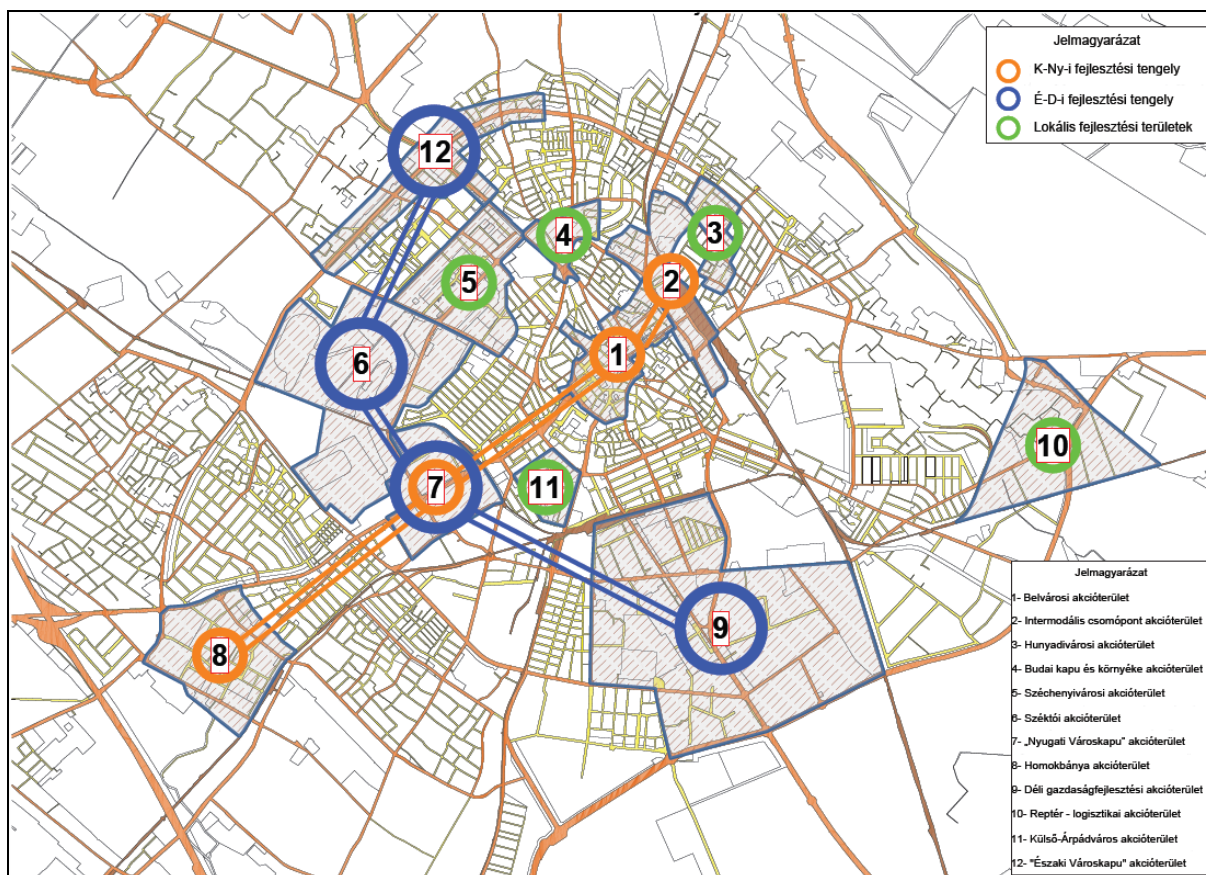 Jelmagyarázat
K-Ny-i fejlesztési tengely
É-D-i fejlesztési tengely
Lokális fejlesztési területek
12
4
3
5
2
1
6
10
7
11
9
8
Jelmagyarázat
1- Belvárosi akcióterület
2- Intermodális csomópont akcióterület
3- Hunyadivárosi akcióterület
4- Budai kapu és környéke akcióterület
5- Széchenyivárosi akcióterület
6- Széktói akcióterület
7- „Nyugati Városkapu" akcióterület
8- Homokbánya akcióterület
9- Déli gazdaságfejlesztési akcióterület
10- Reptér - logisztikai akcióterület
11- Külső-Árpádváros akcióterület
12- "Északi Városkapu" akcióterület